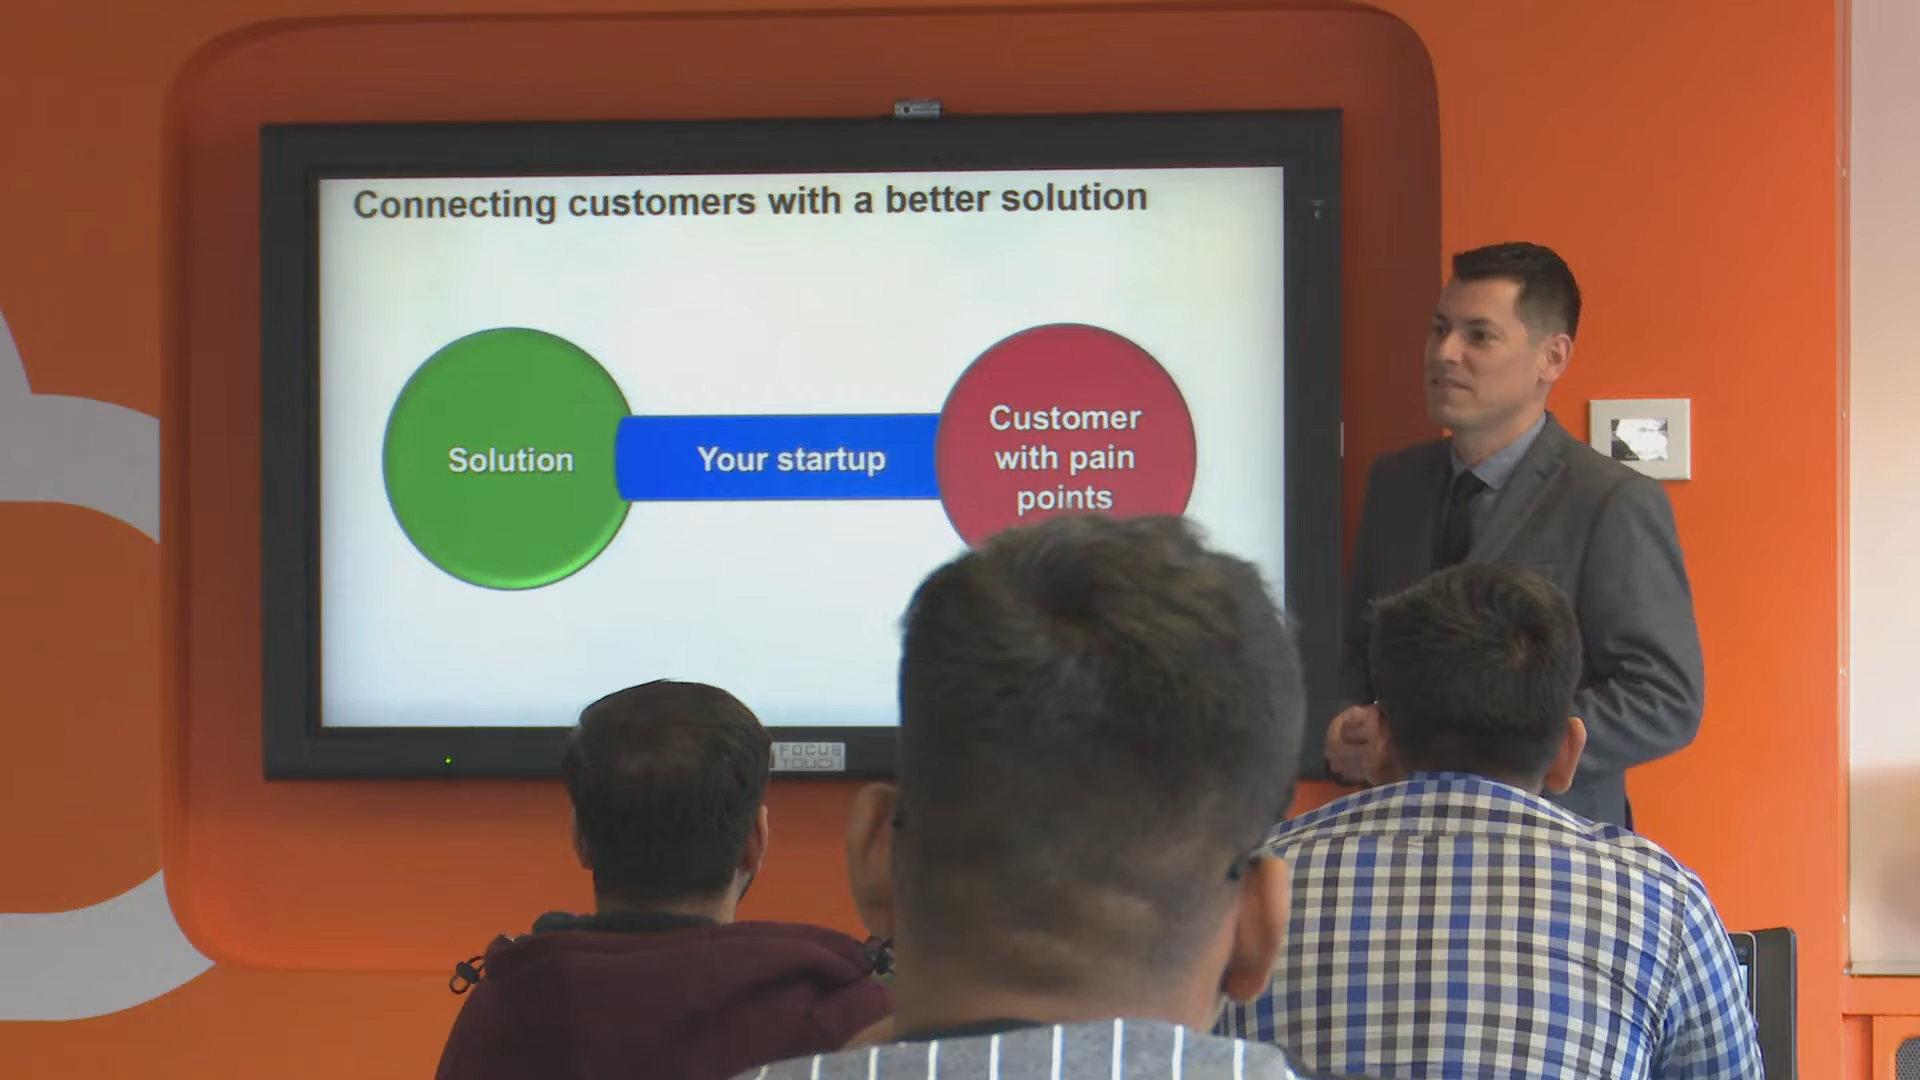 Connecting customers with a better solution
Solution
Your startup
Customer
with pain
points
FOCUS
TOUCH